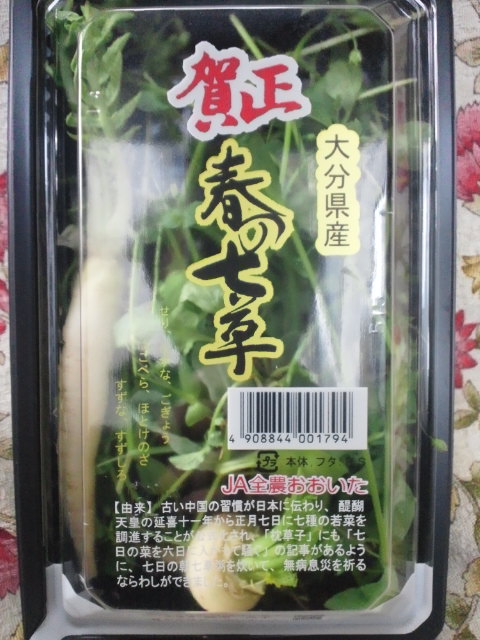 賀正
大分県産
春の七草
せり、なずな、ごぎょう
はこべら、ほとけのざ
すずな、すずしろ
4 908844 001794
プラ 本体、フタ
JA全農おおいた
【由来】古い中国の習慣が日本に伝わり、醍醐
天皇の延喜十一年から正月七日に七種の若菜を
調進することが され、「枕草子」にも「七
日の菜を六日に人 て騒ぐ」の記事があるよう
に、七日の朝七草粥を炊いて、無病息災を祈る
ならわしができました。